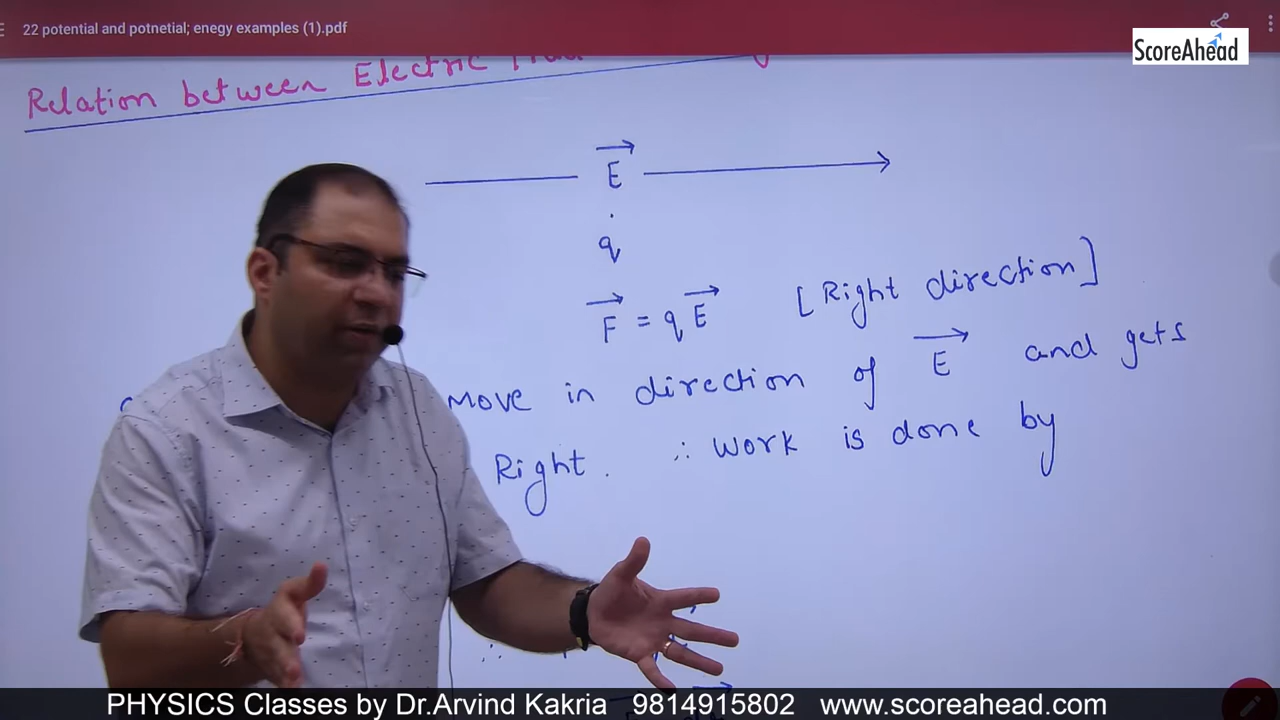 22 potential and potnetial; enegy examples (1).pdf
ScoreAhead
Relation between Electric
E
q
F = q E [Right direction]
move in direction of E and gets
Right. ∴ Work is done by
PHYSICS Classes by Dr.Arvind Kakria 9814915802 www.scoreahead.com